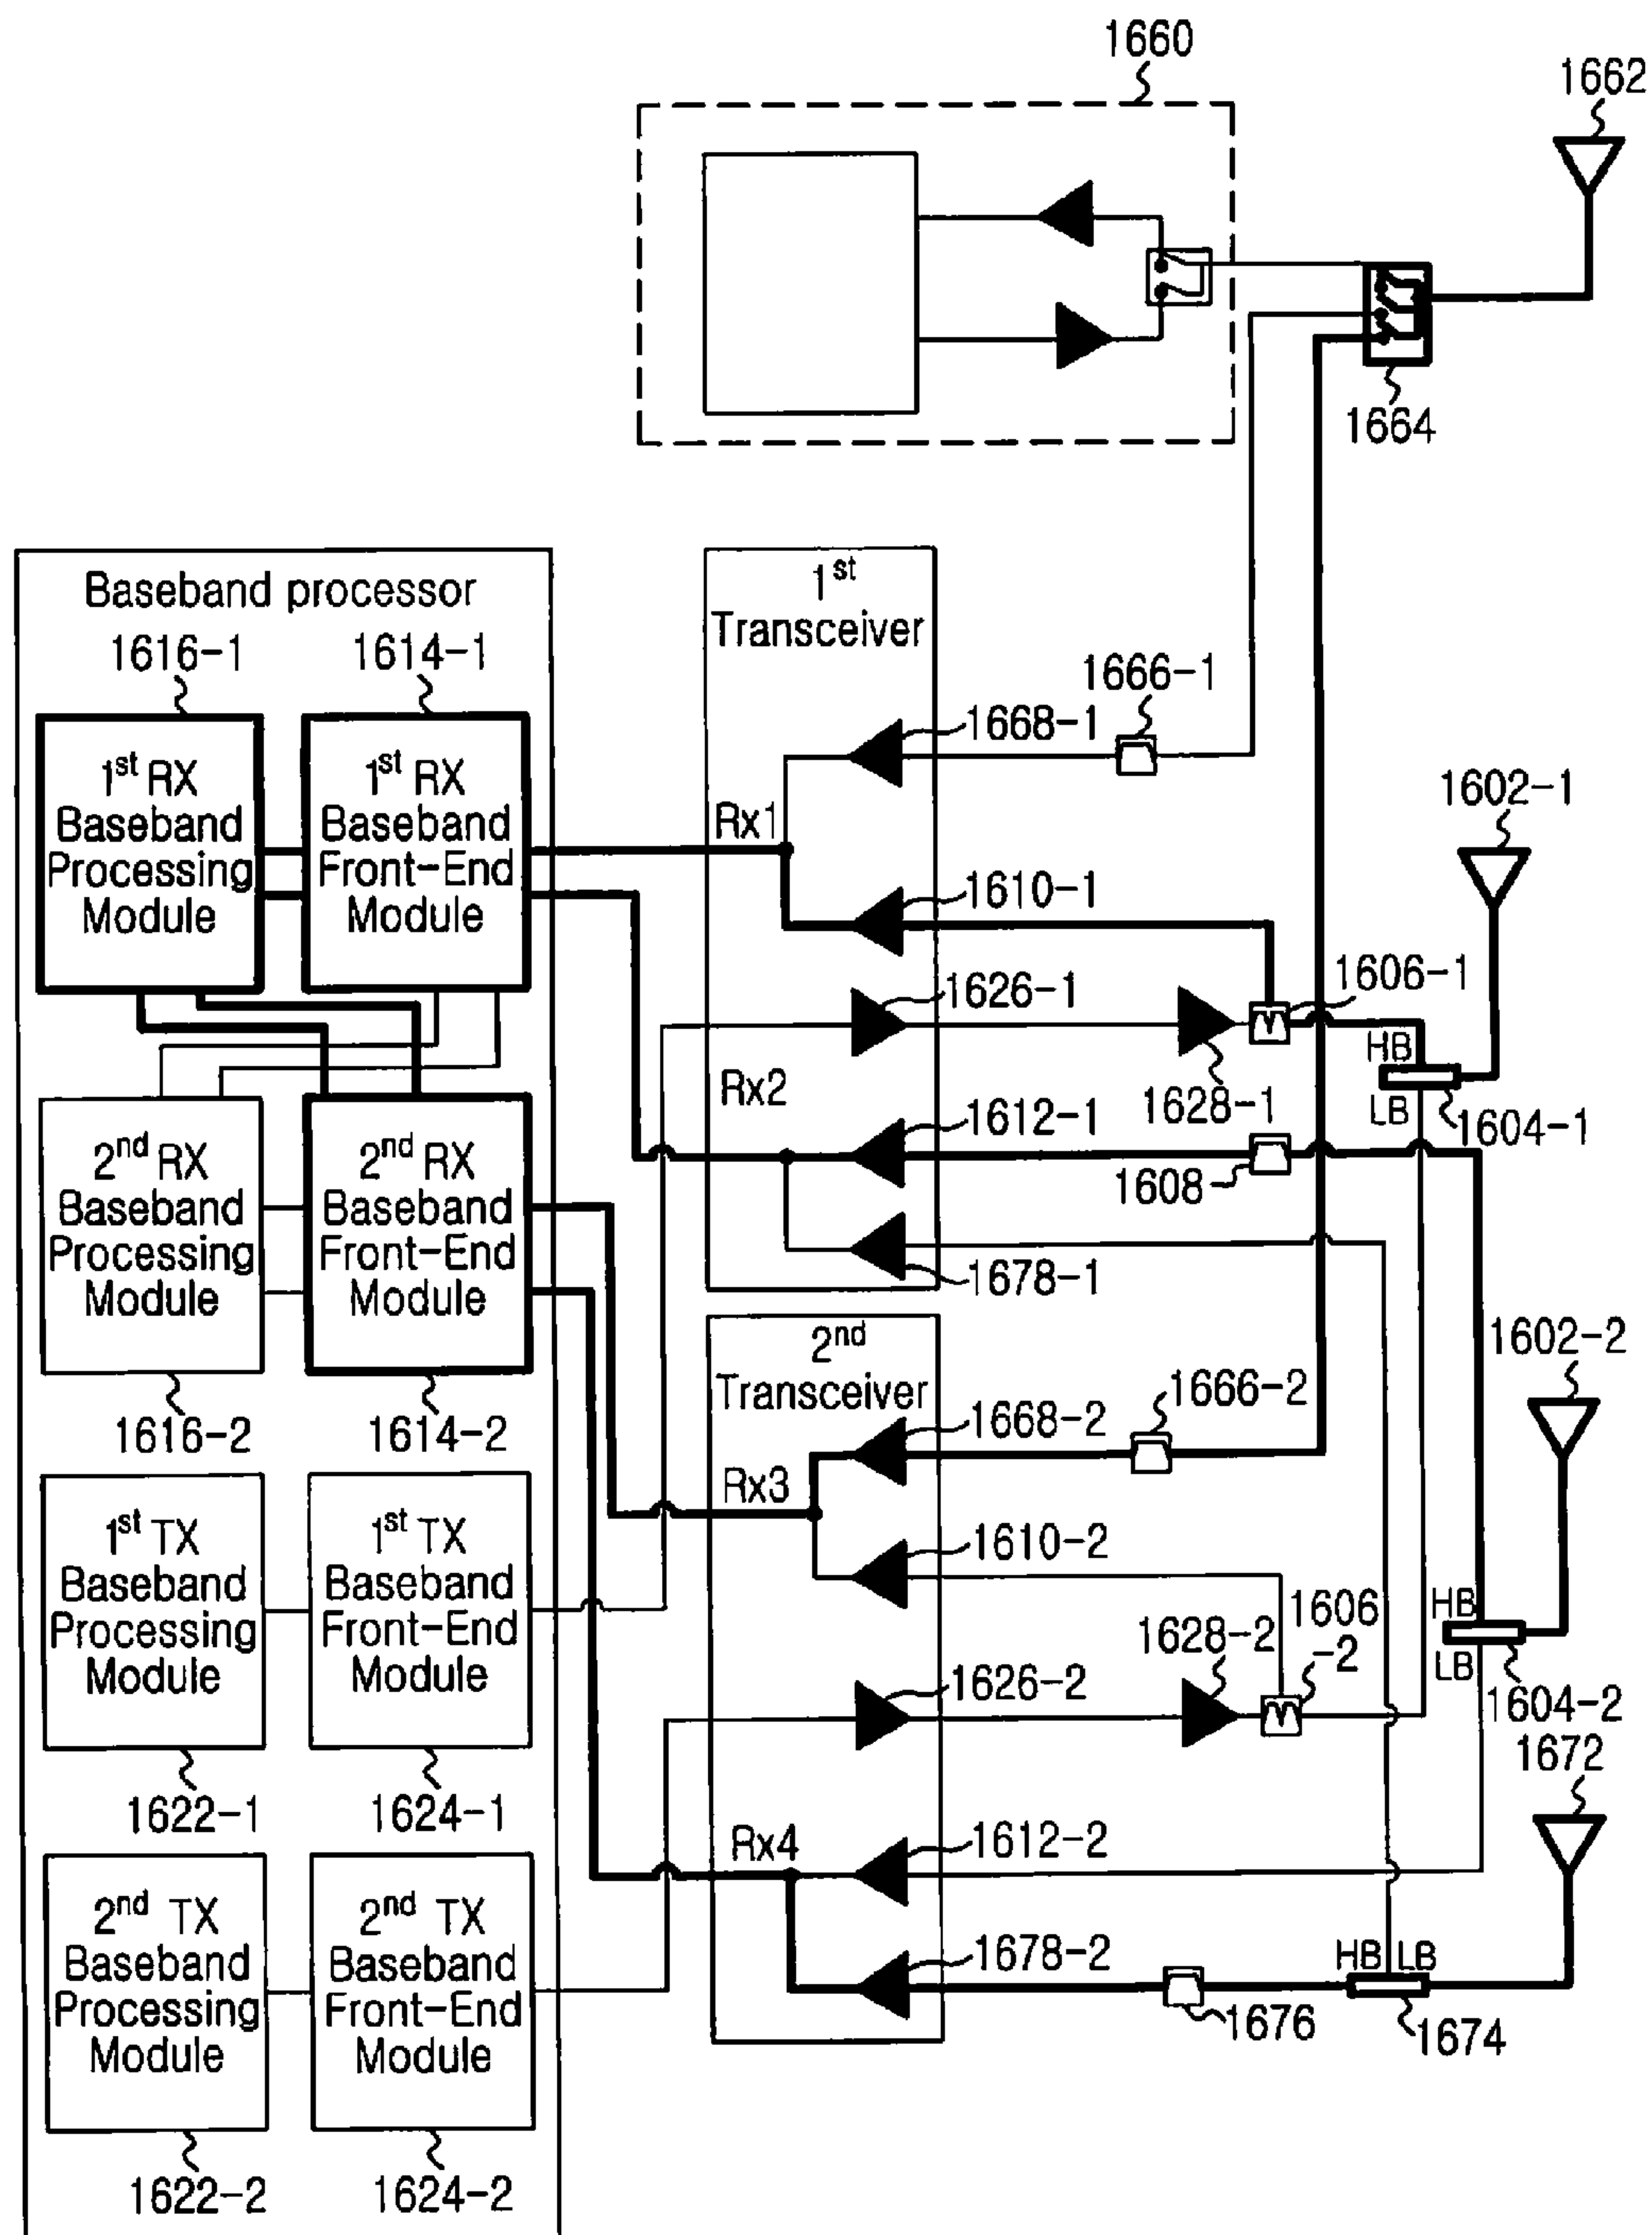 1660
1662
1664
Baseband processor
1616-1
1614-1
1st RX
Baseband
Processing
Module
1st RX
Baseband
Front-End
Module
2nd RX
Baseband
Processing
Module
2nd RX
Baseband
Front-End
Module
1616-2
1614-2
1st TX
Baseband
Processing
Module
1st TX
Baseband
Front-End
Module
1622-1
1624-1
2nd TX
Baseband
Processing
Module
2nd TX
Baseband
Front-End
Module
1622-2
1624-2
1st
Transceiver
1668-1
1666-1
Rx1
1610-1
1602-1
1626-1
1606-1
HB
Rx2
1628-1
LB
1604-1
1612-1
1608
1678-1
2nd
Transceiver
1602-2
1668-2
1666-2
Rx3
1610-2
1606
-2
1628-2
HB
LB
1626-2
1604-2
1672
Rx4
1612-2
1678-2
HB
LB
1676
1674